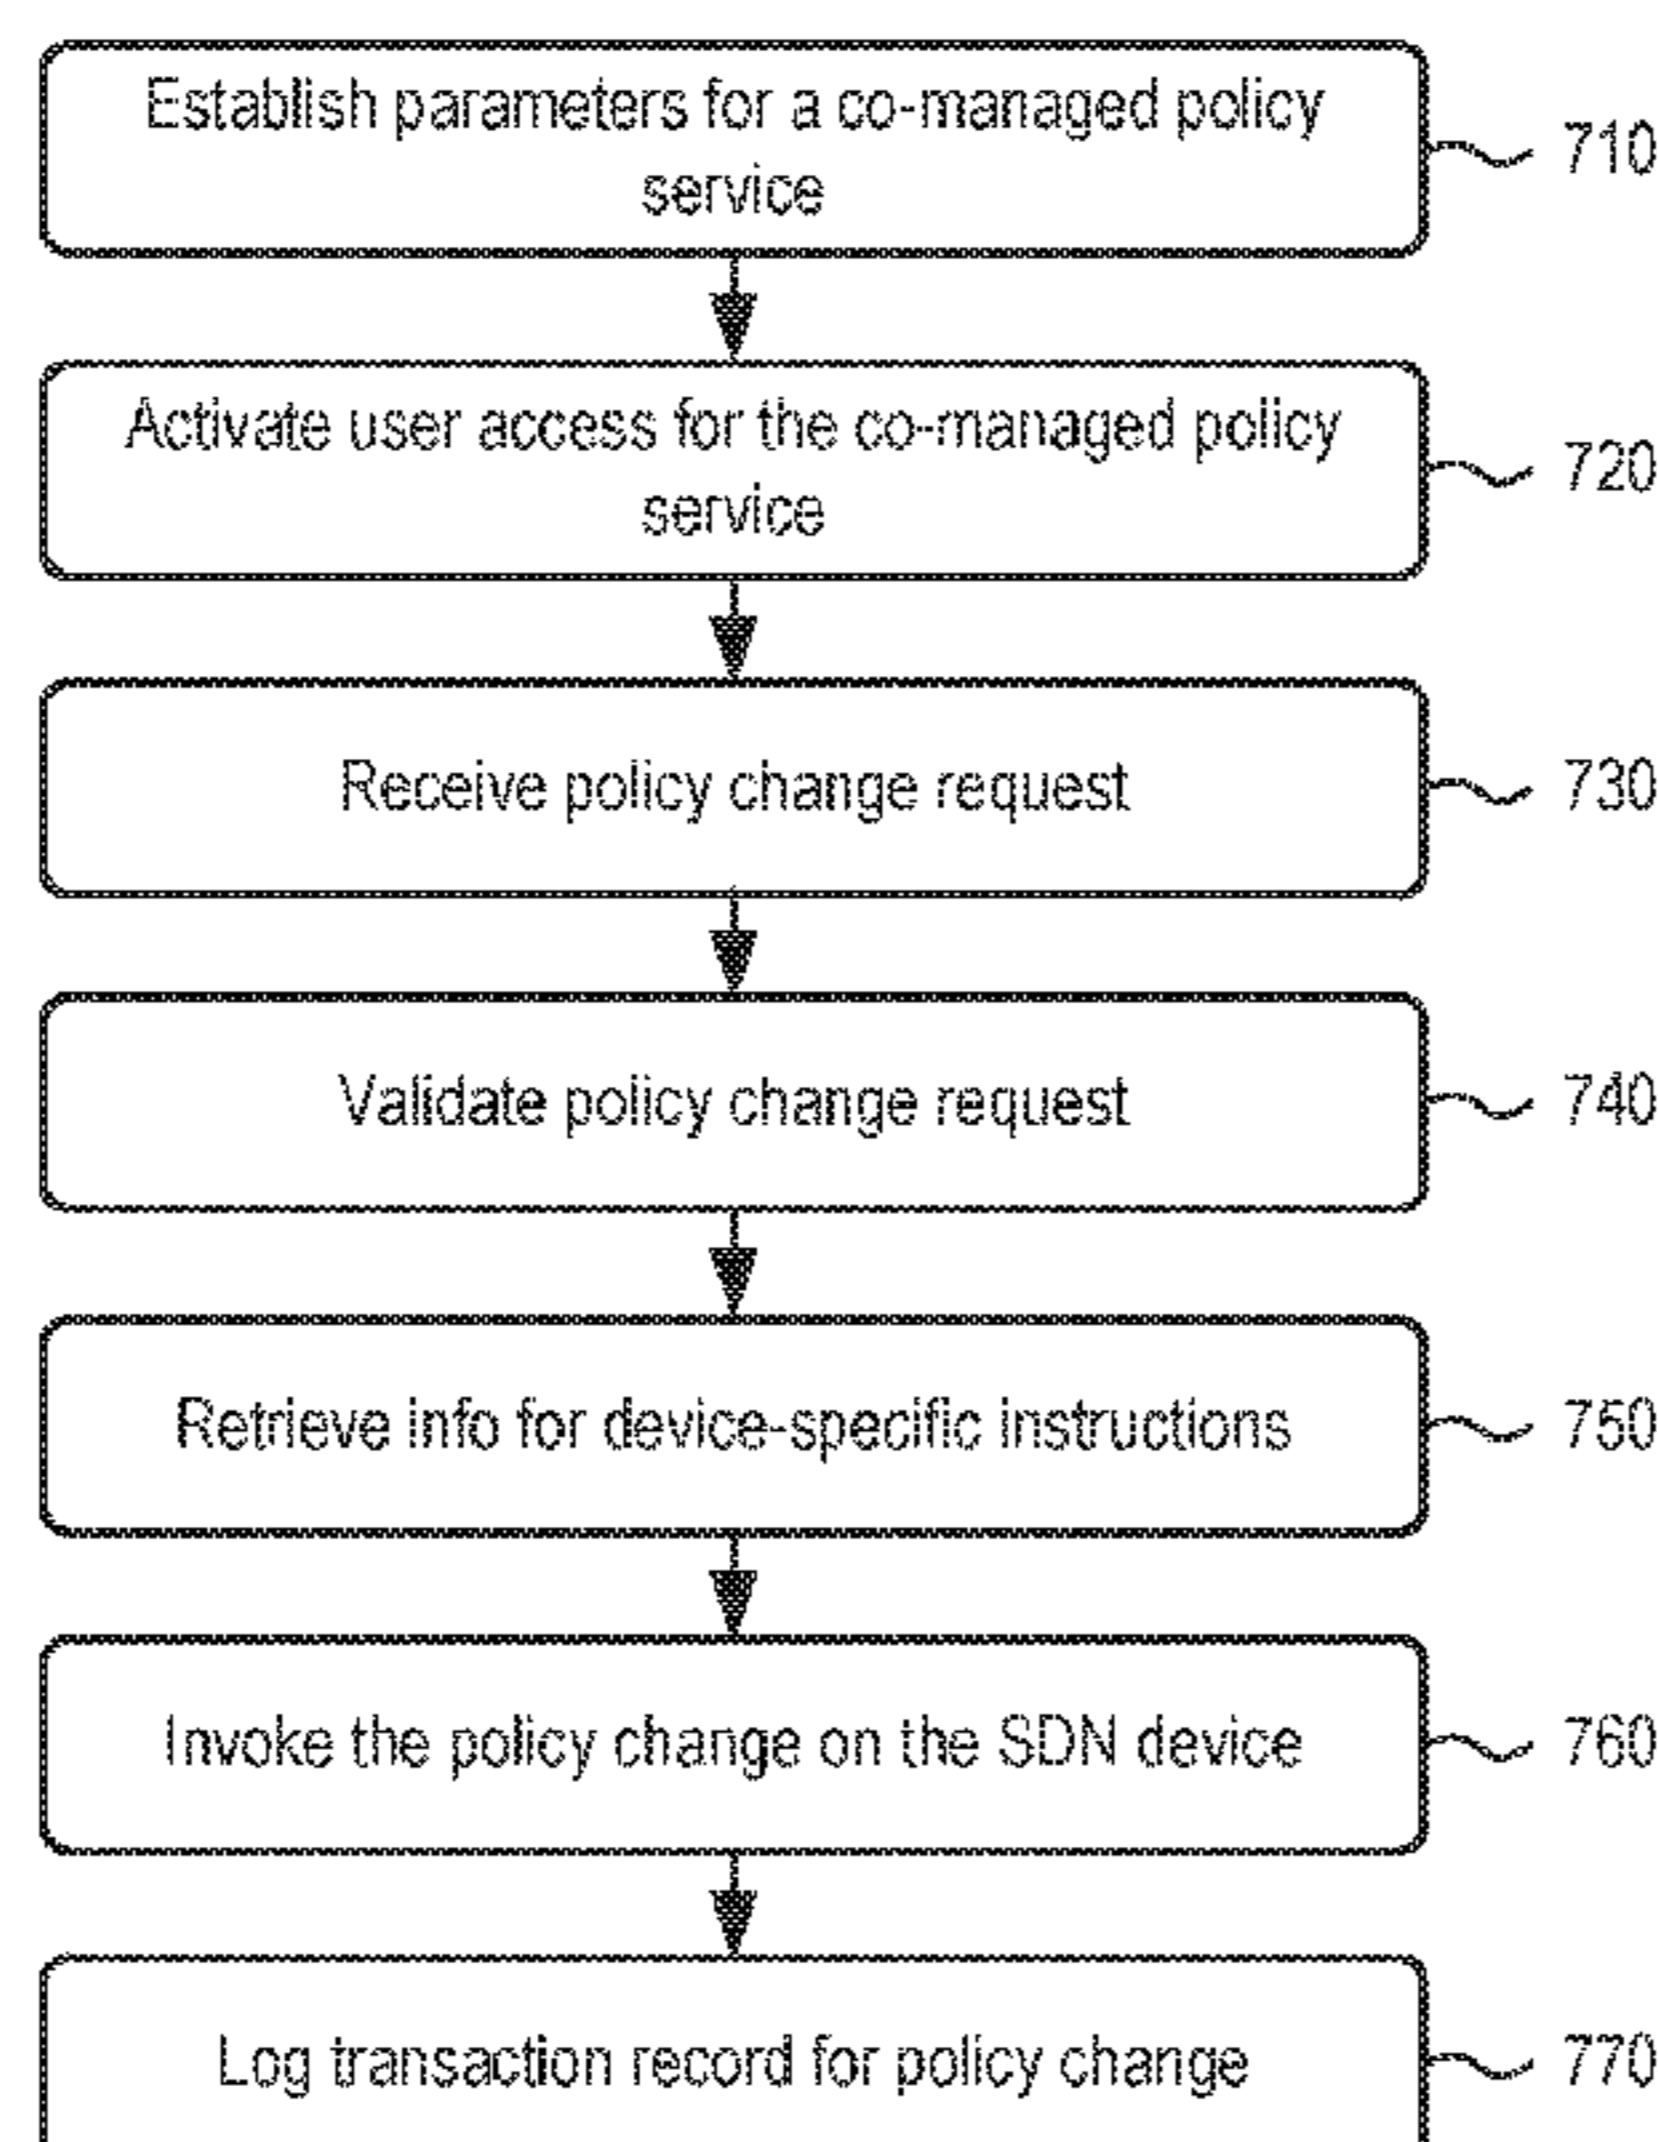 Establish parameters for a co-managed policy
service
710
Activate user access for the co-managed policy
service
720
Receive policy change request
730
Validate policy change request
740
Retrieve info for device-specific instructions
750
Invoke the policy change on the SDN device
760
Log transaction record for policy change
770